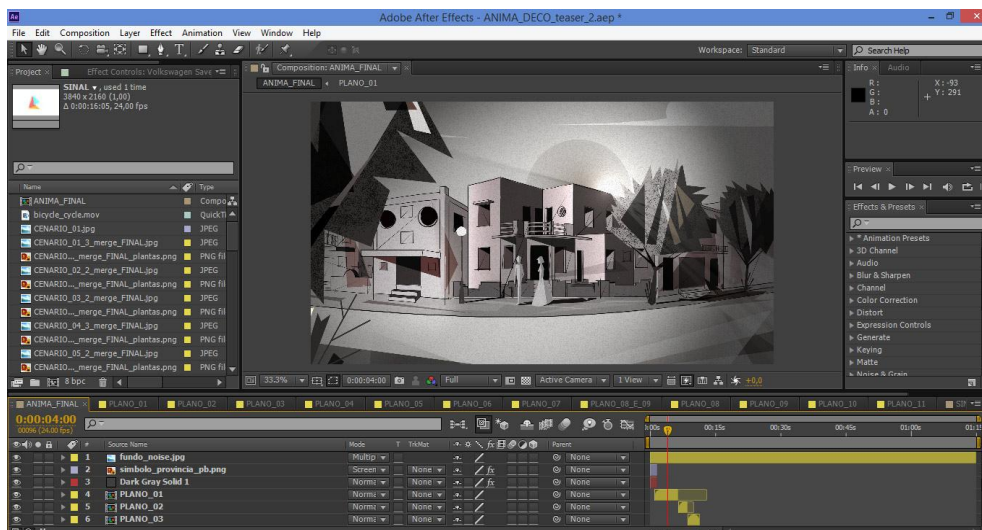 Adobe After Effects - ANIMA_DECO_teaser_2.aep *
File Edit Composition Layer Effect Animation View Window Help
Workspace: Standard
Search Help
Project
Effect Controls: Volkswagen Save
SINAL, used 1 time
3840 x 2160 (1,00)
Δ 0:00:16:05, 24,00 fps
Composition: ANIMA_FINAL
ANIMA_FINAL PLANO_01
Info Audio
R : X : -93
G : Y : 291
B :
A : 0
Preview
Name Type
ANIMA_FINAL Compo
bicycle_cycle.mov QuickTi
CENARIO_01.jpg JPEG
CENARIO_01_3_merge_FINAL.jpg JPEG
CENARIO..._merge_FINAL_plantas.png PNG fil
CENARIO_02_2_merge_FINAL.jpg JPEG
CENARIO..._merge_FINAL_plantas.png PNG fil
CENARIO_03_2_merge_FINAL.jpg JPEG
CENARIO..._merge_FINAL_plantas.png PNG fil
CENARIO_04_3_merge_FINAL.jpg JPEG
CENARIO..._merge_FINAL_plantas.png PNG fil
CENARIO_05_2_merge_FINAL.jpg JPEG
CENARIO..._merge_FINAL_plantas.png PNG fil
8 bpc
Effects & Presets
* Animation Presets
3D Channel
Audio
Blur & Sharpen
Channel
Color Correction
Distort
Expression Controls
Generate
Keying
Matte
Noise & Grain
33.3% 0:00:04:00 Full Active Camera 1 View +0,0
ANIMA_FINAL PLANO_01 PLANO_02 PLANO_03 PLANO_04 PLANO_05 PLANO_06 PLANO_07 PLANO_08_E_09 PLANO_08 PLANO_09 PLANO_10 PLANO_11
0:00:04:00
00096 (24.00 fps)
00s 00:15s 00:30s 00:45s 01:00s
# Source Name Mode T TrkMat Parent
1 fundo_noise.jpg Multip None
2 simbolo_provincia_pb.png Screen None None
3 Dark Gray Solid 1 Norma None None
4 PLANO_01 Norma None None
5 PLANO_02 Norma None None
6 PLANO_03 Norma None None